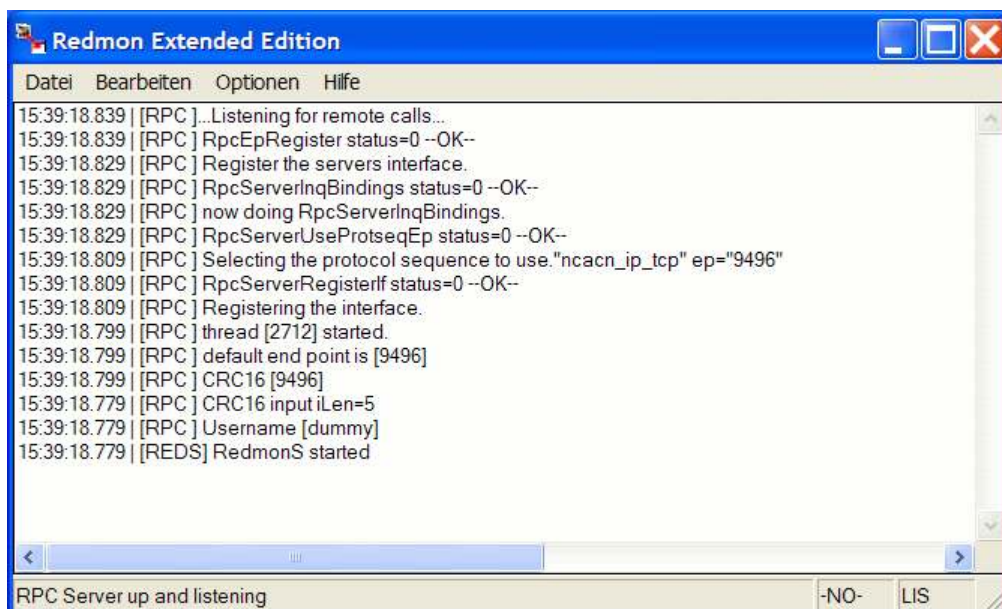 Redmon Extended Edition
Datei Bearbeiten Optionen Hilfe
15:39:18.839 | [RPC ]...Listening for remote calls...
15:39:18.839 | [RPC ] RpcEpRegister status=0 --OK--
15:39:18.829 | [RPC ] Register the servers interface.
15:39:18.829 | [RPC ] RpcServerInqBindings status=0 --OK--
15:39:18.829 | [RPC ] now doing RpcServerInqBindings.
15:39:18.829 | [RPC ] RpcServerUseProtseqEp status=0 --OK--
15:39:18.809 | [RPC ] Selecting the protocol sequence to use."ncacn_ip_tcp" ep="9496"
15:39:18.809 | [RPC ] RpcServerRegisterIf status=0 --OK--
15:39:18.809 | [RPC ] Registering the interface.
15:39:18.799 | [RPC ] thread [2712] started.
15:39:18.799 | [RPC ] default end point is [9496]
15:39:18.799 | [RPC ] CRC16 [9496]
15:39:18.779 | [RPC ] CRC16 input iLen=5
15:39:18.779 | [RPC ] Username [dummy]
15:39:18.779 | [REDS] RedmonS started
RPC Server up and listening -NO- LIS